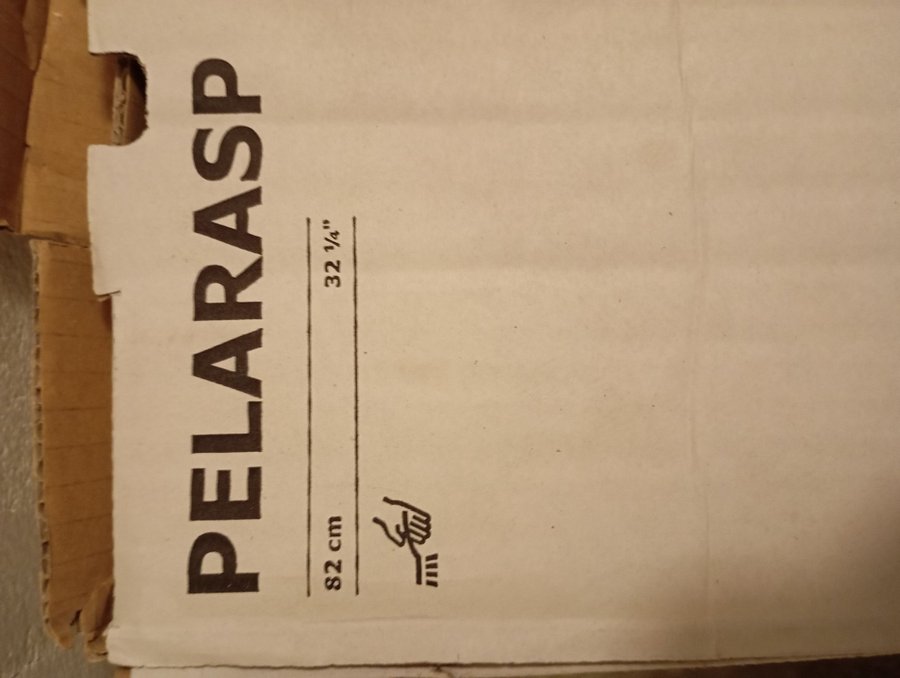 PELARASP
82 cm 32 ¼"